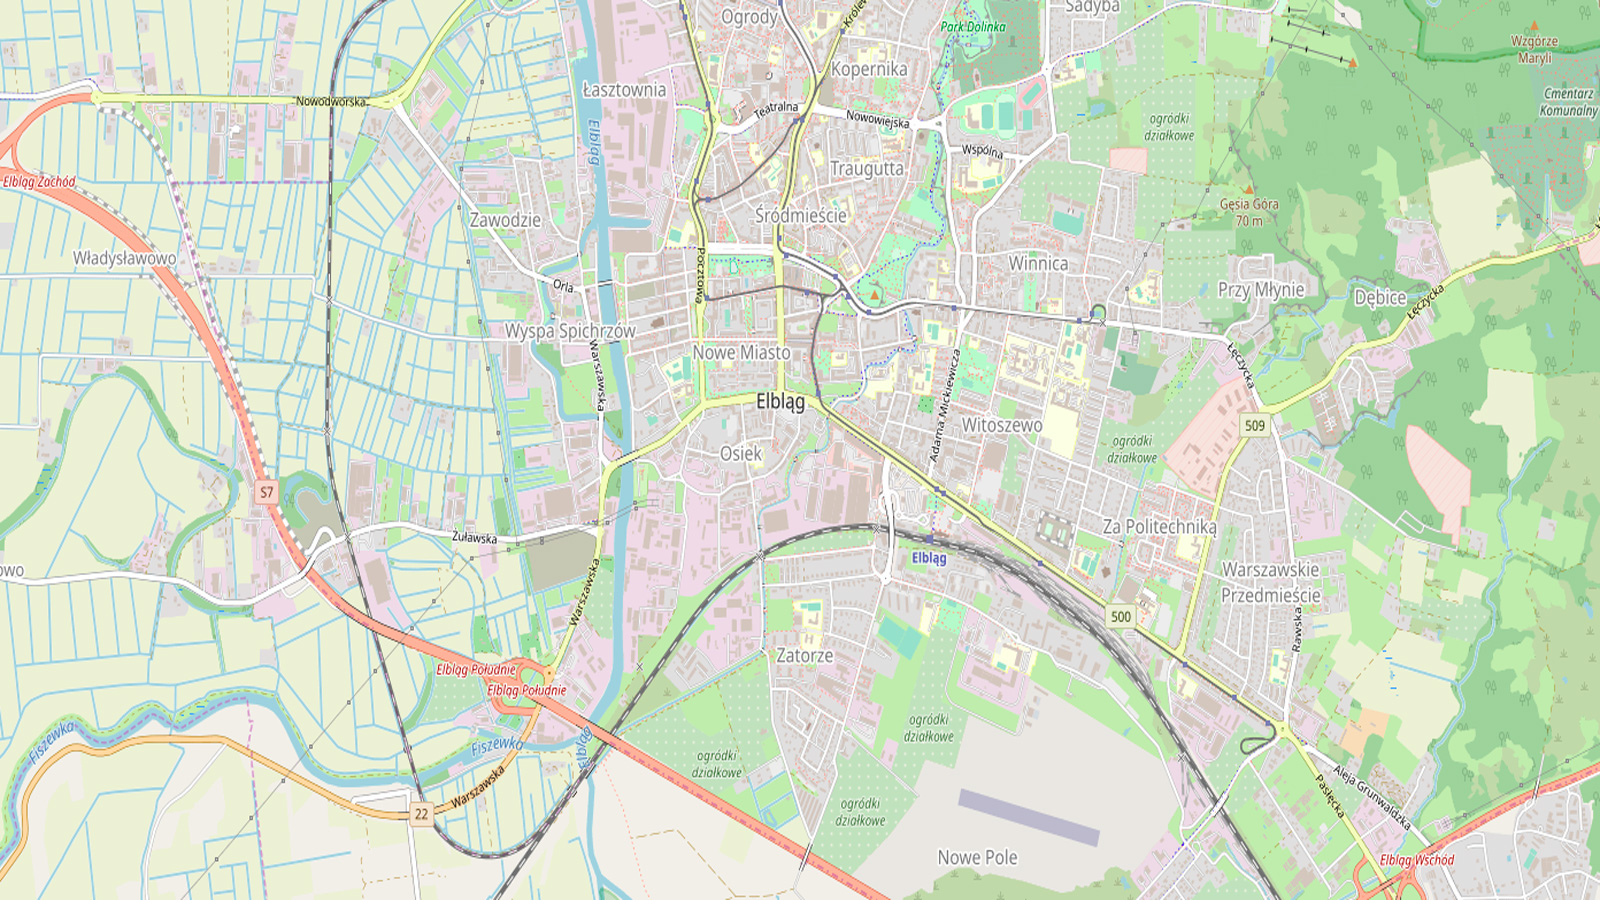 Ogrody
Królew
Sadyba
Park Dolinka
Wzgórze
Maryli
Kopernika
Łasztownia
Cmentarz
Komunalny
Nowodworska
Teatralna
Nowowiejska
ogródki
działkowe
Elbląg
Wspólna
Traugutta
Elbląg Zachód
Gęsia Góra
70 m
Zawodzie
Śródmieście
Władysławowo
Pocztowa
Winnica
Orla
Przy Młynie
Dębice
Łęczycka
Wyspa Spichrzów
Warszawska
Nowe Miasto
Łęczycka
Adama Mickiewicza
Elbląg
Witoszewo
509
ogródki
działkowe
Osiek
S7
Za Politechniką
Żuławska
Elbląg
owo
Warszawskie
Przedmieście
Warszawska
500
Rawska
Zatorze
Elbląg Południe
Elbląg Południe
ogródki
działkowe
Fiszewka
Fiszewka
Elbląg
ogródki
działkowe
Warszawska
Aleja Grunwaldzka
Pasłęcka
22
ogródki
działkowe
Nowe Pole
Elbląg Wschód